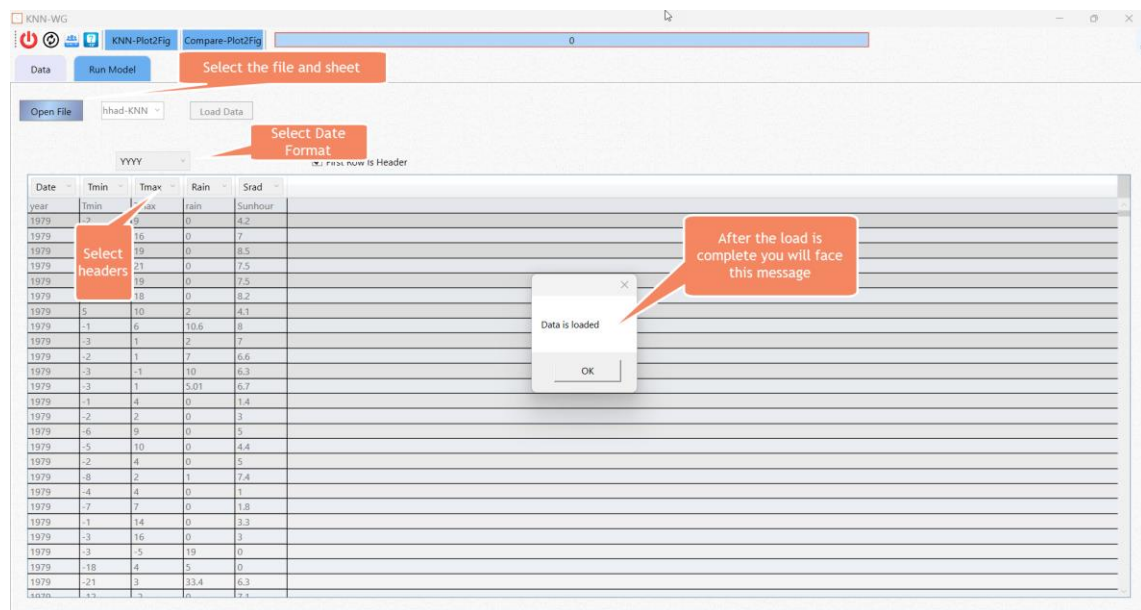 KNN-WG
KNN-Plot2Fig Compare-Plot2Fig 0
Data Run Model
Select the file and sheet
Open File hhad-KNN Load Data
Select Date
Format
YYYY First Row Is Header
Date Tmin Tmax Rain Srad
year Tmin rain Sunhour
1979 -2 9 0 4.2
1979 16 0 7
1979 19 0 8.5
1979 21 0 7.5
1979 19 0 7.5
1979 18 0 8.2
Select
headers
After the load is
complete you will face
this message
1979 5 10 2 4.1
1979 -1 6 10.6 8
1979 -3 1 2 7
1979 -2 1 7 6.6
1979 -3 -1 10 6.3
1979 -3 1 5.01 6.7
1979 -1 4 0 1.4
1979 -2 2 0 3
1979 -6 9 0 5
1979 -5 10 0 4.4
1979 -2 4 0 5
1979 -8 2 1 7.4
1979 -4 4 0 1
1979 -7 7 0 1.8
1979 -1 14 0 3.3
1979 -3 16 0 3
1979 -3 -5 19 0
1979 -18 4 5 0
1979 -21 3 33.4 6.3
Data is loaded
OK